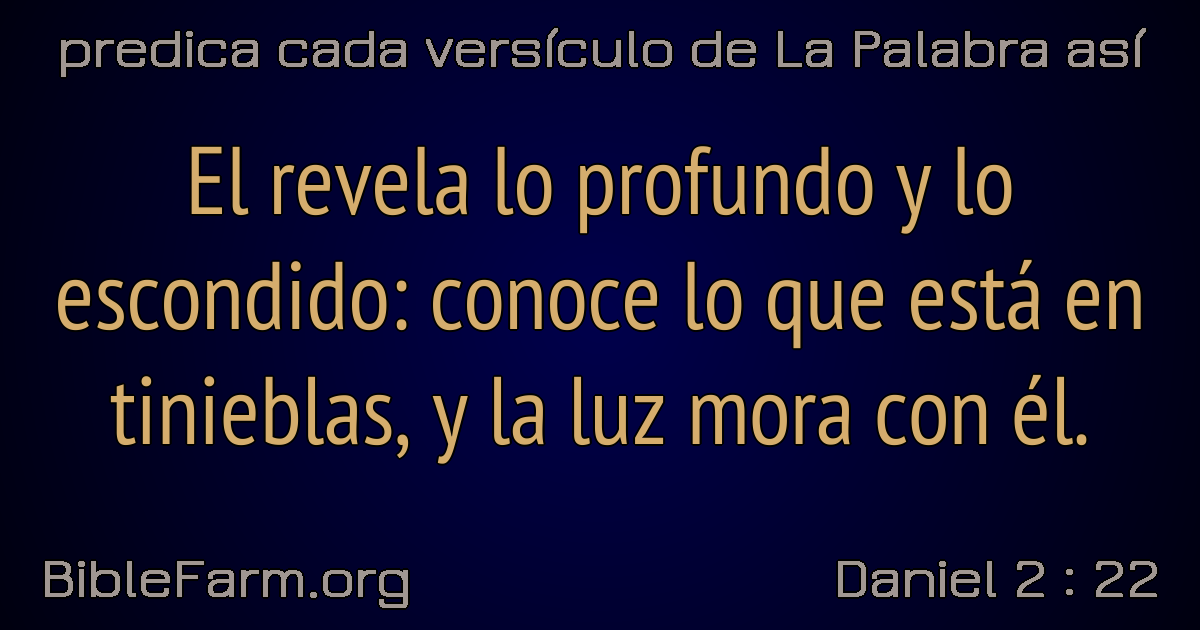 predica cada versículo de La Palabra así
El revela lo profundo y lo
escondido: conoce lo que está en
tinieblas, y la luz mora con él.
BibleFarm.org
Daniel 2 : 22